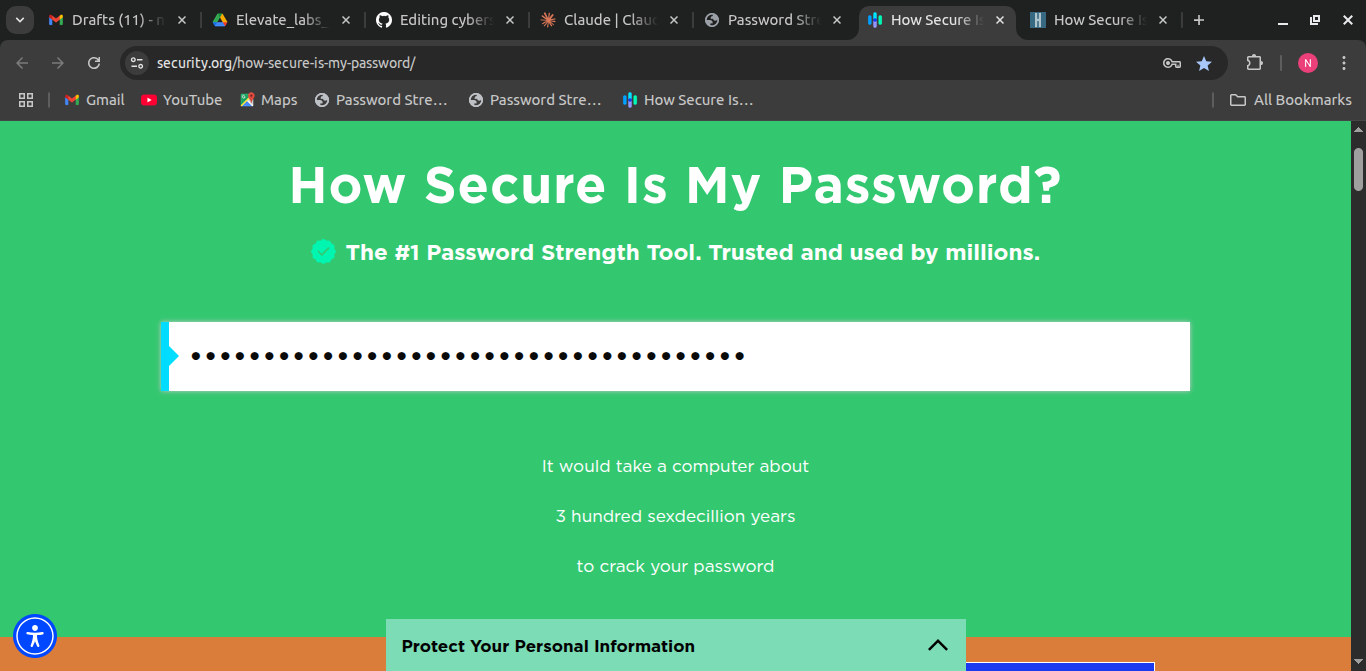 Drafts (11) - n
Elevate_labs_
Editing cybers
Claude | Clau
Password Str
How Secure Is
How Secure Is
security.org/how-secure-is-my-password/
N
Gmail
YouTube
Maps
Password Stre...
Password Stre...
How Secure Is...
All Bookmarks
How Secure Is My Password?
The #1 Password Strength Tool. Trusted and used by millions.
••••••••••••••••••••••••••••••••••••••
It would take a computer about
3 hundred sexdecillion years
to crack your password
Protect Your Personal Information